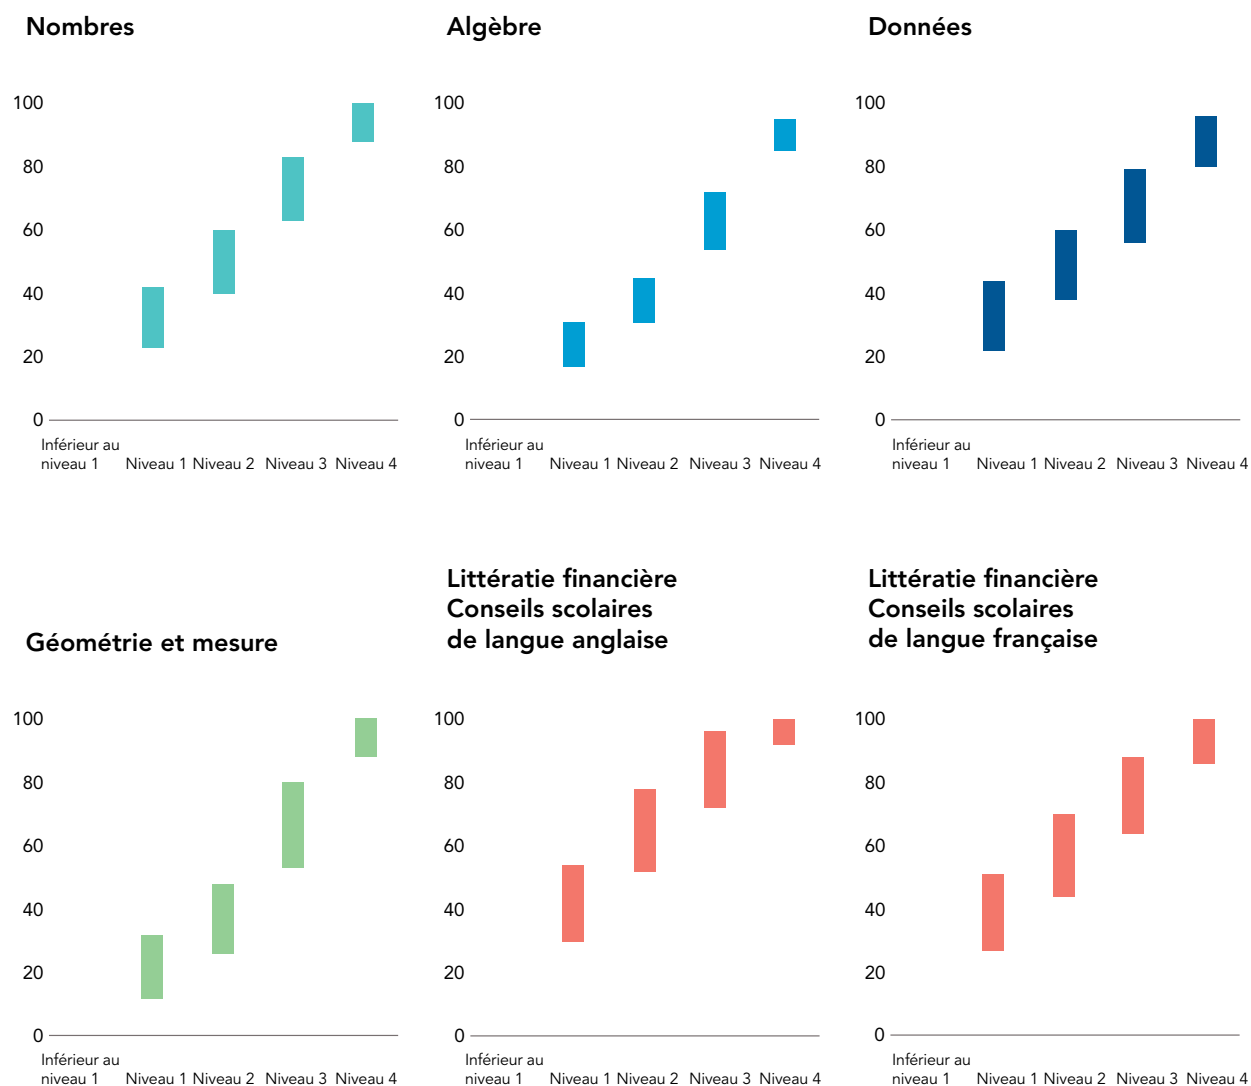 Nombres
100
80
60
40
20
0
Inférieur au
niveau 1 Niveau 1 Niveau 2 Niveau 3 Niveau 4
Algèbre
100
80
60
40
20
0
Inférieur au
niveau 1 Niveau 1 Niveau 2 Niveau 3 Niveau 4
Données
100
80
60
40
20
0
Inférieur au
niveau 1 Niveau 1 Niveau 2 Niveau 3 Niveau 4
Géométrie et mesure
100
80
60
40
20
0
Inférieur au
niveau 1 Niveau 1 Niveau 2 Niveau 3 Niveau 4
Littératie financière
Conseils scolaires
de langue anglaise
100
80
60
40
20
0
Inférieur au
niveau 1 Niveau 1 Niveau 2 Niveau 3 Niveau 4
Littératie financière
Conseils scolaires
de langue française
100
80
60
40
20
0
Inférieur au
niveau 1 Niveau 1 Niveau 2 Niveau 3 Niveau 4